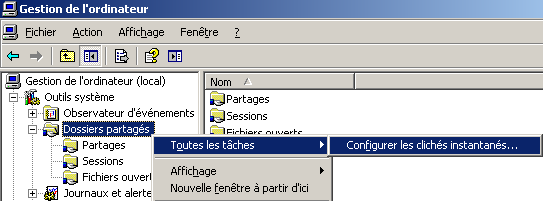 Gestion de l'ordinateur
Fichier Action Affichage Fenêtre ?
Gestion de l'ordinateur (local)
Outils système
Observateur d'événements
Dossiers partagés
Partages
Sessions
Fichiers ouvert
Journaux et alerte
Nom
Partages
Sessions
Fichiers ouverts
Toutes les tâches
Configurer les clichés instantanés...
Affichage
Nouvelle fenêtre à partir d'ici